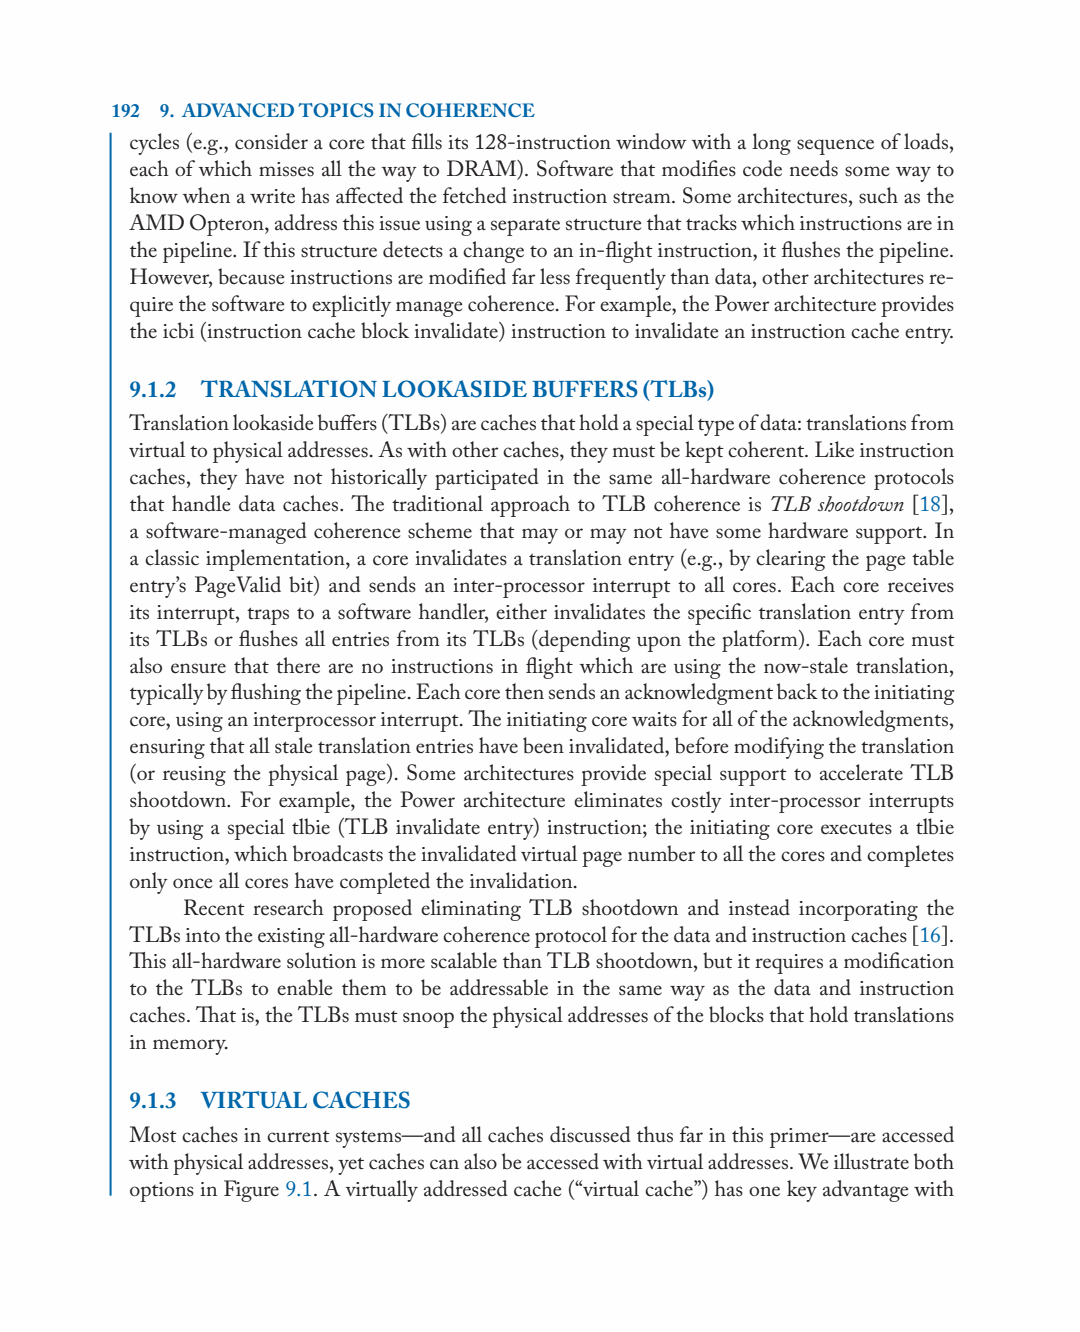 192 9. ADVANCED TOPICS IN COHERENCE
cycles (e.g., consider a core that fills its 128-instruction window with a long sequence of loads,
each of which misses all the way to DRAM). Software that modifies code needs some way to
know when a write has affected the fetched instruction stream. Some architectures, such as the
AMD Opteron, address this issue using a separate structure that tracks which instructions are in
the pipeline. If this structure detects a change to an in-flight instruction, it flushes the pipeline.
However, because instructions are modified far less frequently than data, other architectures re-
quire the software to explicitly manage coherence. For example, the Power architecture provides
the icbi (instruction cache block invalidate) instruction to invalidate an instruction cache entry.
9.1.2 TRANSLATION LOOKASIDE BUFFERS (TLBs)
Translation lookaside buffers (TLBs) are caches that hold a special type of data: translations from
virtual to physical addresses. As with other caches, they must be kept coherent. Like instruction
caches, they have not historically participated in the same all-hardware coherence protocols
that handle data caches. The traditional approach to TLB coherence is TLB shootdown [18],
a software-managed coherence scheme that may or may not have some hardware support. In
a classic implementation, a core invalidates a translation entry (e.g., by clearing the page table
entry's PageValid bit) and sends an inter-processor interrupt to all cores. Each core receives
its interrupt, traps to a software handler, either invalidates the specific translation entry from
its TLBs or flushes all entries from its TLBs (depending upon the platform). Each core must
also ensure that there are no instructions in flight which are using the now-stale translation,
typically by flushing the pipeline. Each core then sends an acknowledgment back to the initiating
core, using an interprocessor interrupt. The initiating core waits for all of the acknowledgments,
ensuring that all stale translation entries have been invalidated, before modifying the translation
(or reusing the physical page). Some architectures provide special support to accelerate TLB
shootdown. For example, the Power architecture eliminates costly inter-processor interrupts
by using a special tlbie (TLB invalidate entry) instruction; the initiating core executes a tlbie
instruction, which broadcasts the invalidated virtual page number to all the cores and completes
only once all cores have completed the invalidation.
Recent research proposed eliminating TLB shootdown and instead incorporating the
TLBs into the existing all-hardware coherence protocol for the data and instruction caches [16].
This all-hardware solution is more scalable than TLB shootdown, but it requires a modification
to the TLBs to enable them to be addressable in the same way as the data and instruction
caches. That is, the TLBs must snoop the physical addresses of the blocks that hold translations
in memory.
9.1.3 VIRTUAL CACHES
Most caches in current systems—and all caches discussed thus far in this primer—are accessed
with physical addresses, yet caches can also be accessed with virtual addresses. We illustrate both
options in Figure 9.1. A virtually addressed cache (“virtual cache”) has one key advantage with